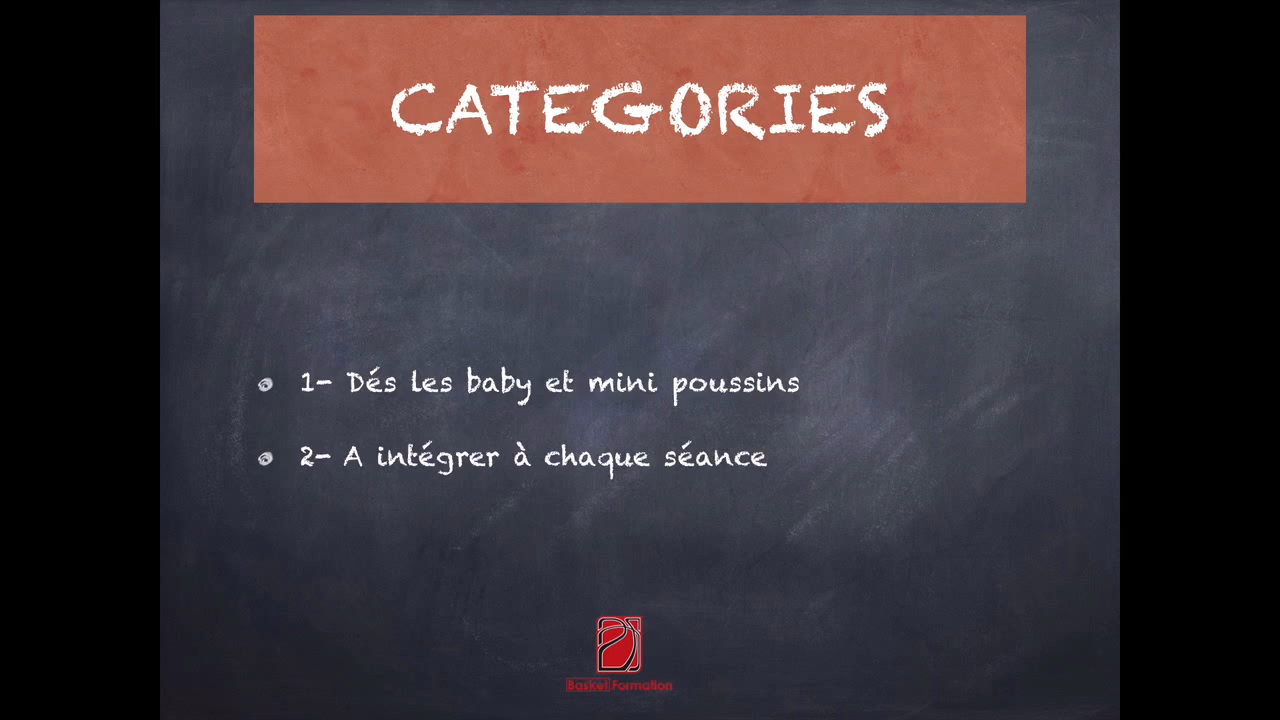 CATEGORIES
1- Dés les baby et mini poussins
2- A intégrer à chaque séance
Basket Formation